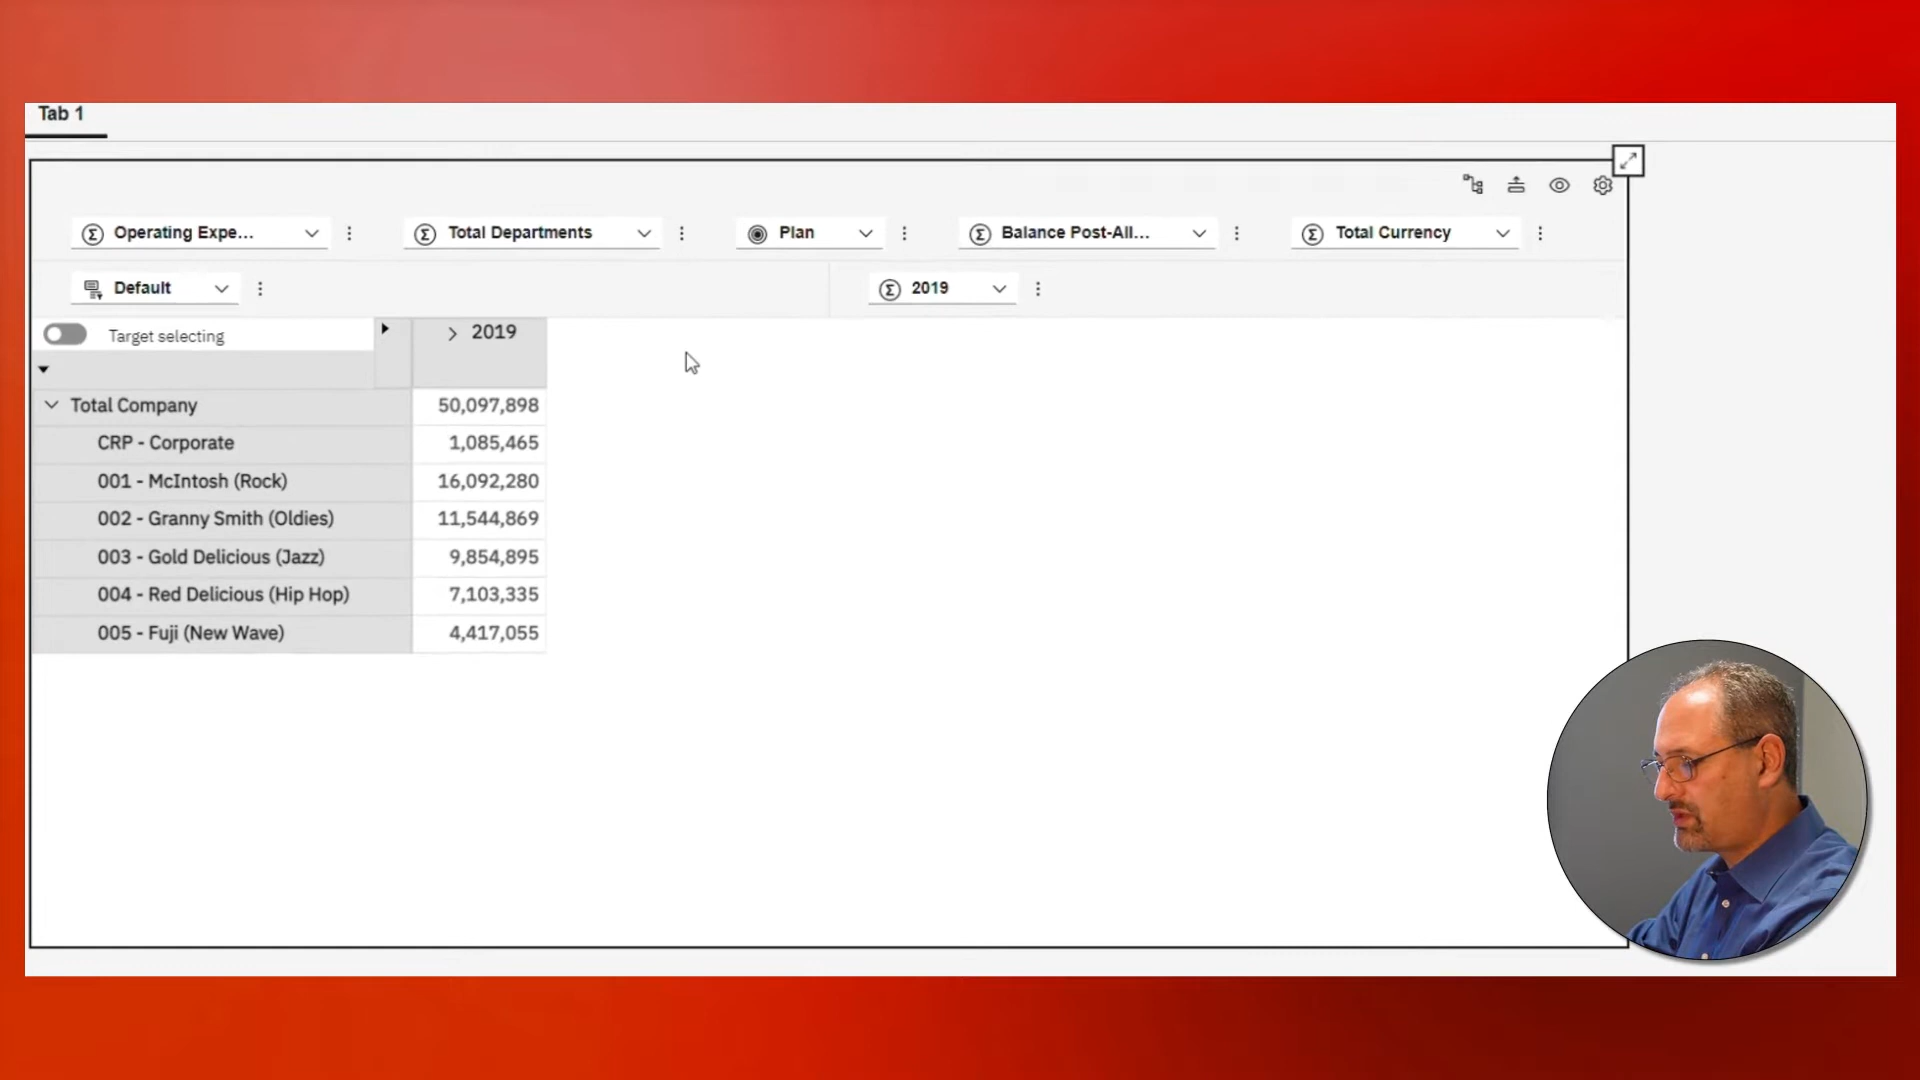 Tab 1
Operating Expe... Total Departments Plan Balance Post-All... Total Currency
Default 2019
Target selecting 2019
Total Company 50,097,898
CRP - Corporate 1,085,465
001 - McIntosh (Rock) 16,092,280
002 - Granny Smith (Oldies) 11,544,869
003 - Gold Delicious (Jazz) 9,854,895
004 - Red Delicious (Hip Hop) 7,103,335
005 - Fuji (New Wave) 4,417,055